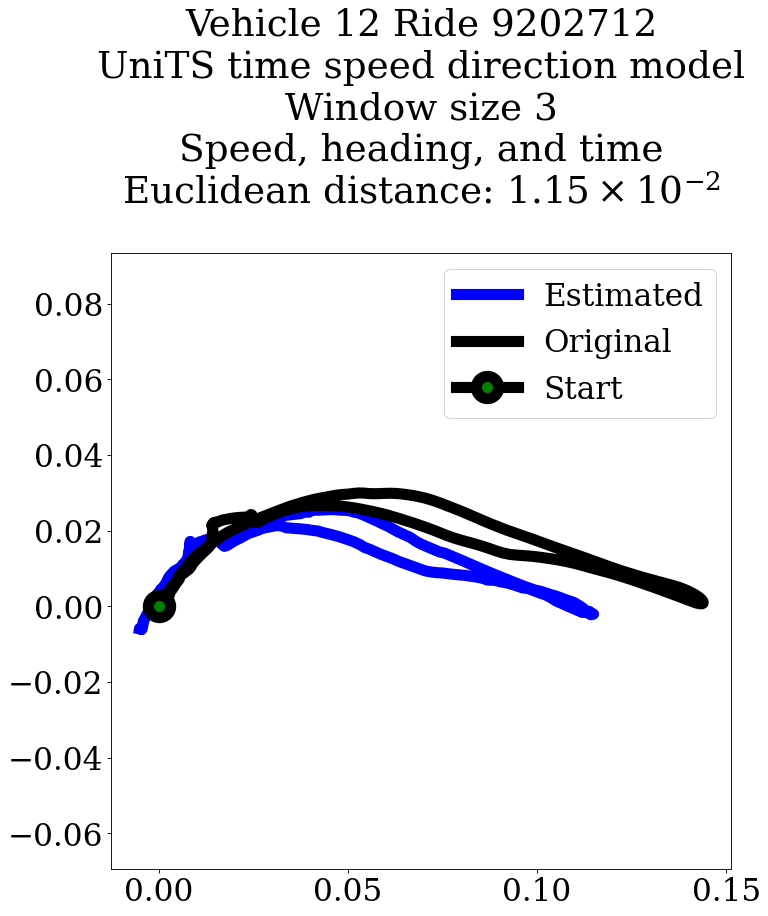 Vehicle 12 Ride 9202712
UniTS time speed direction model
Window size 3
Speed, heading, and time
Euclidean distance: $1.15 \times 10^{-2}$
Estimated
Original
Start
0.08
0.06
0.04
0.02
0.00
−0.02
−0.04
−0.06
0.00 0.05 0.10 0.15